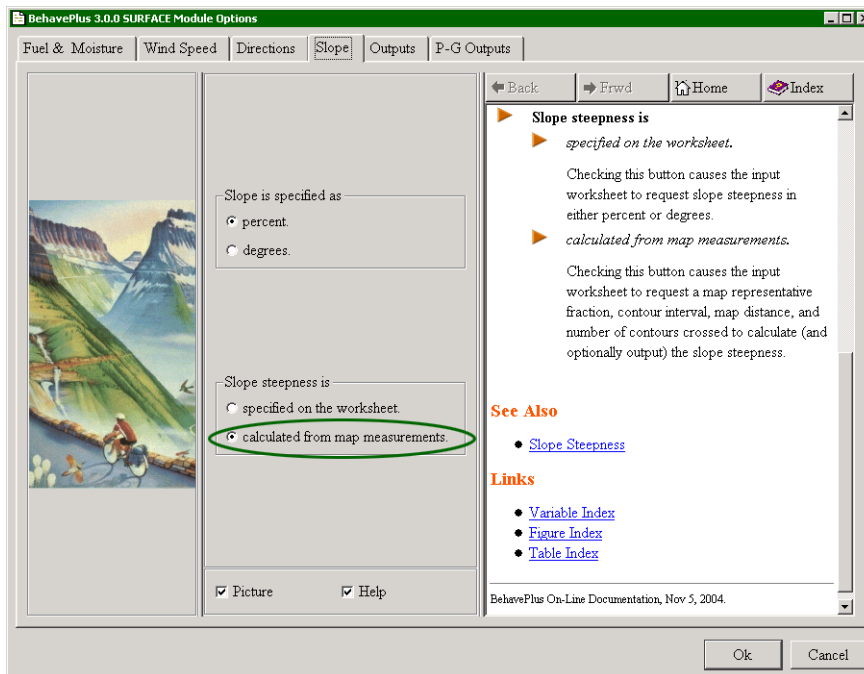 BehavePlus 3.0.0 SURFACE Module Options
Fuel & Moisture
Wind Speed
Directions
Slope
Outputs
P-G Outputs
Slope is specified as
percent.
degrees.
Slope steepness is
specified on the worksheet.
calculated from map measurements.
Picture
Help
Back
Frwd
Home
Index
Slope steepness is
specified on the worksheet.
Checking this button causes the input
worksheet to request slope steepness in
either percent or degrees.
calculated from map measurements.
Checking this button causes the input
worksheet to request a map representative
fraction, contour interval, map distance, and
number of contours crossed to calculate (and
optionally output) the slope steepness.
See Also
Slope Steepness
Links
Variable Index
Figure Index
Table Index
BehavePlus On-Line Documentation, Nov 5, 2004.
Ok
Cancel